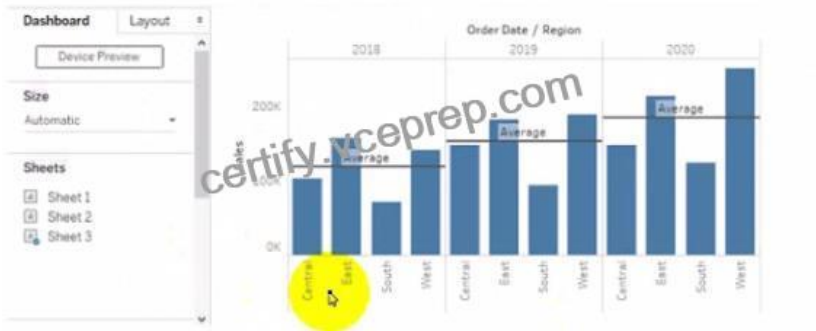 Dashboard
Layout
Device Preview
Size
Automatic
Sheets
Sheet 1
Sheet 2
Sheet 3
Order Date / Region
2018
2019
2020
Sales
200K
100K
0K
Average
Average
Average
Central
East
South
West
Central
East
South
West
Central
East
South
West
certify.vceprep.com